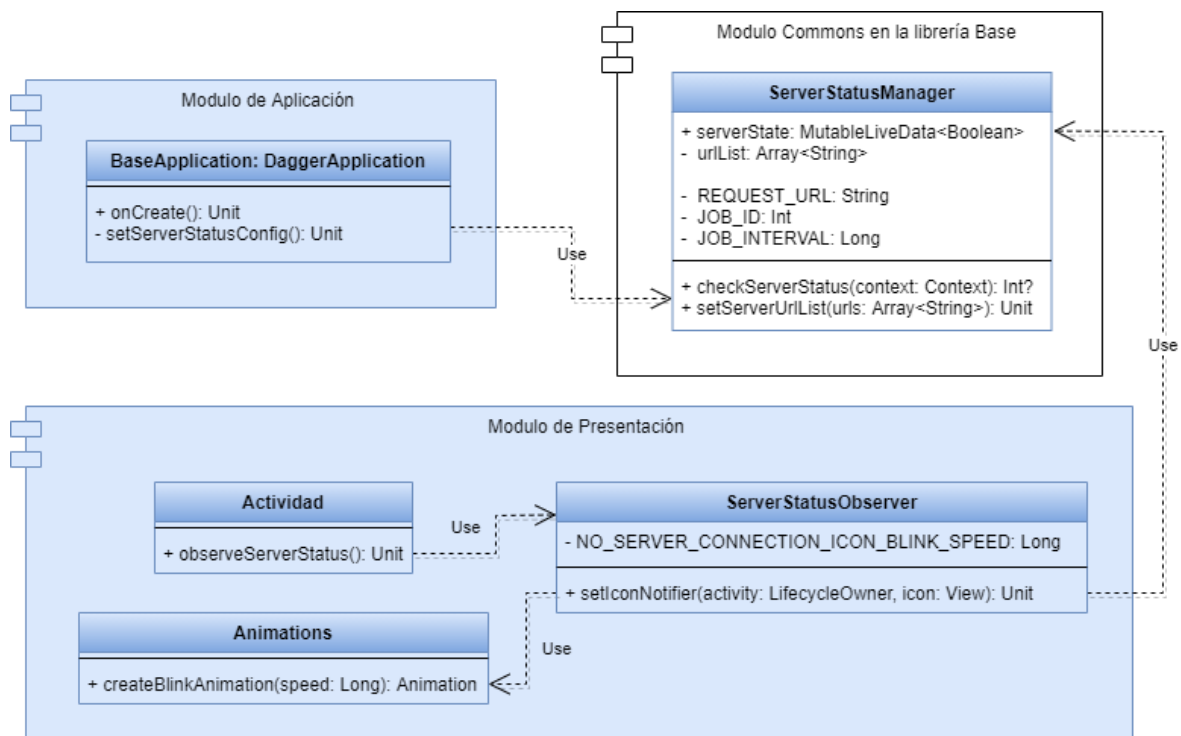 Modulo Commons en la librería Base
ServerStatusManager
+ serverState: MutableLiveData<Boolean>
- urlList: Array<String>
- REQUEST_URL: String
- JOB_ID: Int
- JOB_INTERVAL: Long
+ checkServerStatus(context: Context): Int?
+ setServerUrlList(urls: Array<String>): Unit
Modulo de Aplicación
BaseApplication: DaggerApplication
+ onCreate(): Unit
- setServerStatusConfig(): Unit
Use
Use
Modulo de Presentación
Actividad
+ observeServerStatus(): Unit
Use
ServerStatusObserver
- NO_SERVER_CONNECTION_ICON_BLINK_SPEED: Long
+ setIconNotifier(activity: LifecycleOwner, icon: View): Unit
Animations
+ createBlinkAnimation(speed: Long): Animation
Use